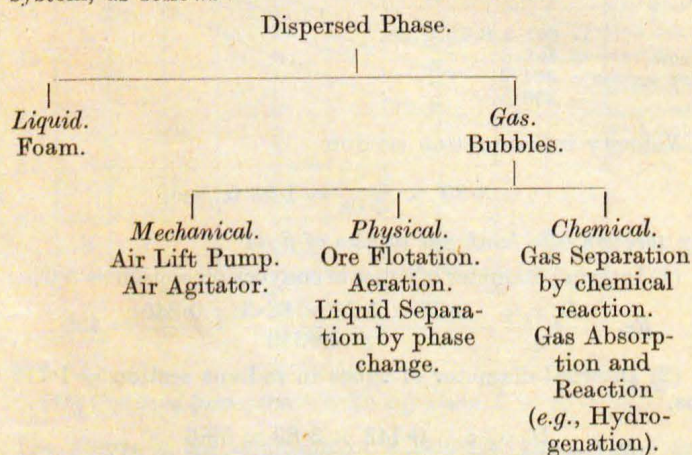 Dispersed Phase.
Liquid.
Foam.
Gas.
Bubbles.
Mechanical.
Air Lift Pump.
Air Agitator.
Physical.
Ore Flotation.
Aeration.
Liquid Separa-
tion by phase
change.
Chemical.
Gas Separation
by chemical
reaction.
Gas Absorp-
tion and
Reaction
(e.g., Hydro-
genation).